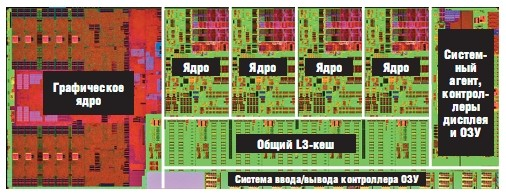 Графическое
ядро
Ядро
Ядро
Ядро
Ядро
Систем-
ный
агент,
контрол-
леры
дисплея
и ОЗУ
Общий L3-кеш
Система ввода/вывода контроллера ОЗУ